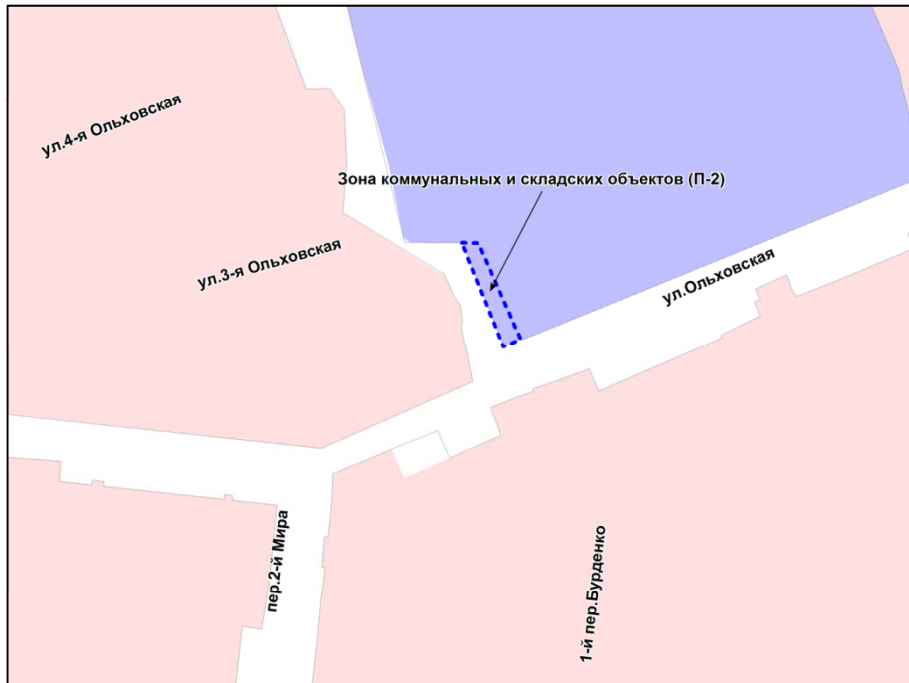 ул.4-я Ольховская
Зона коммунальных и складских объектов (П-2)
ул.3-я Ольховская
ул.Ольховская
пер.2-й Мира
1-й пер.Бурденко